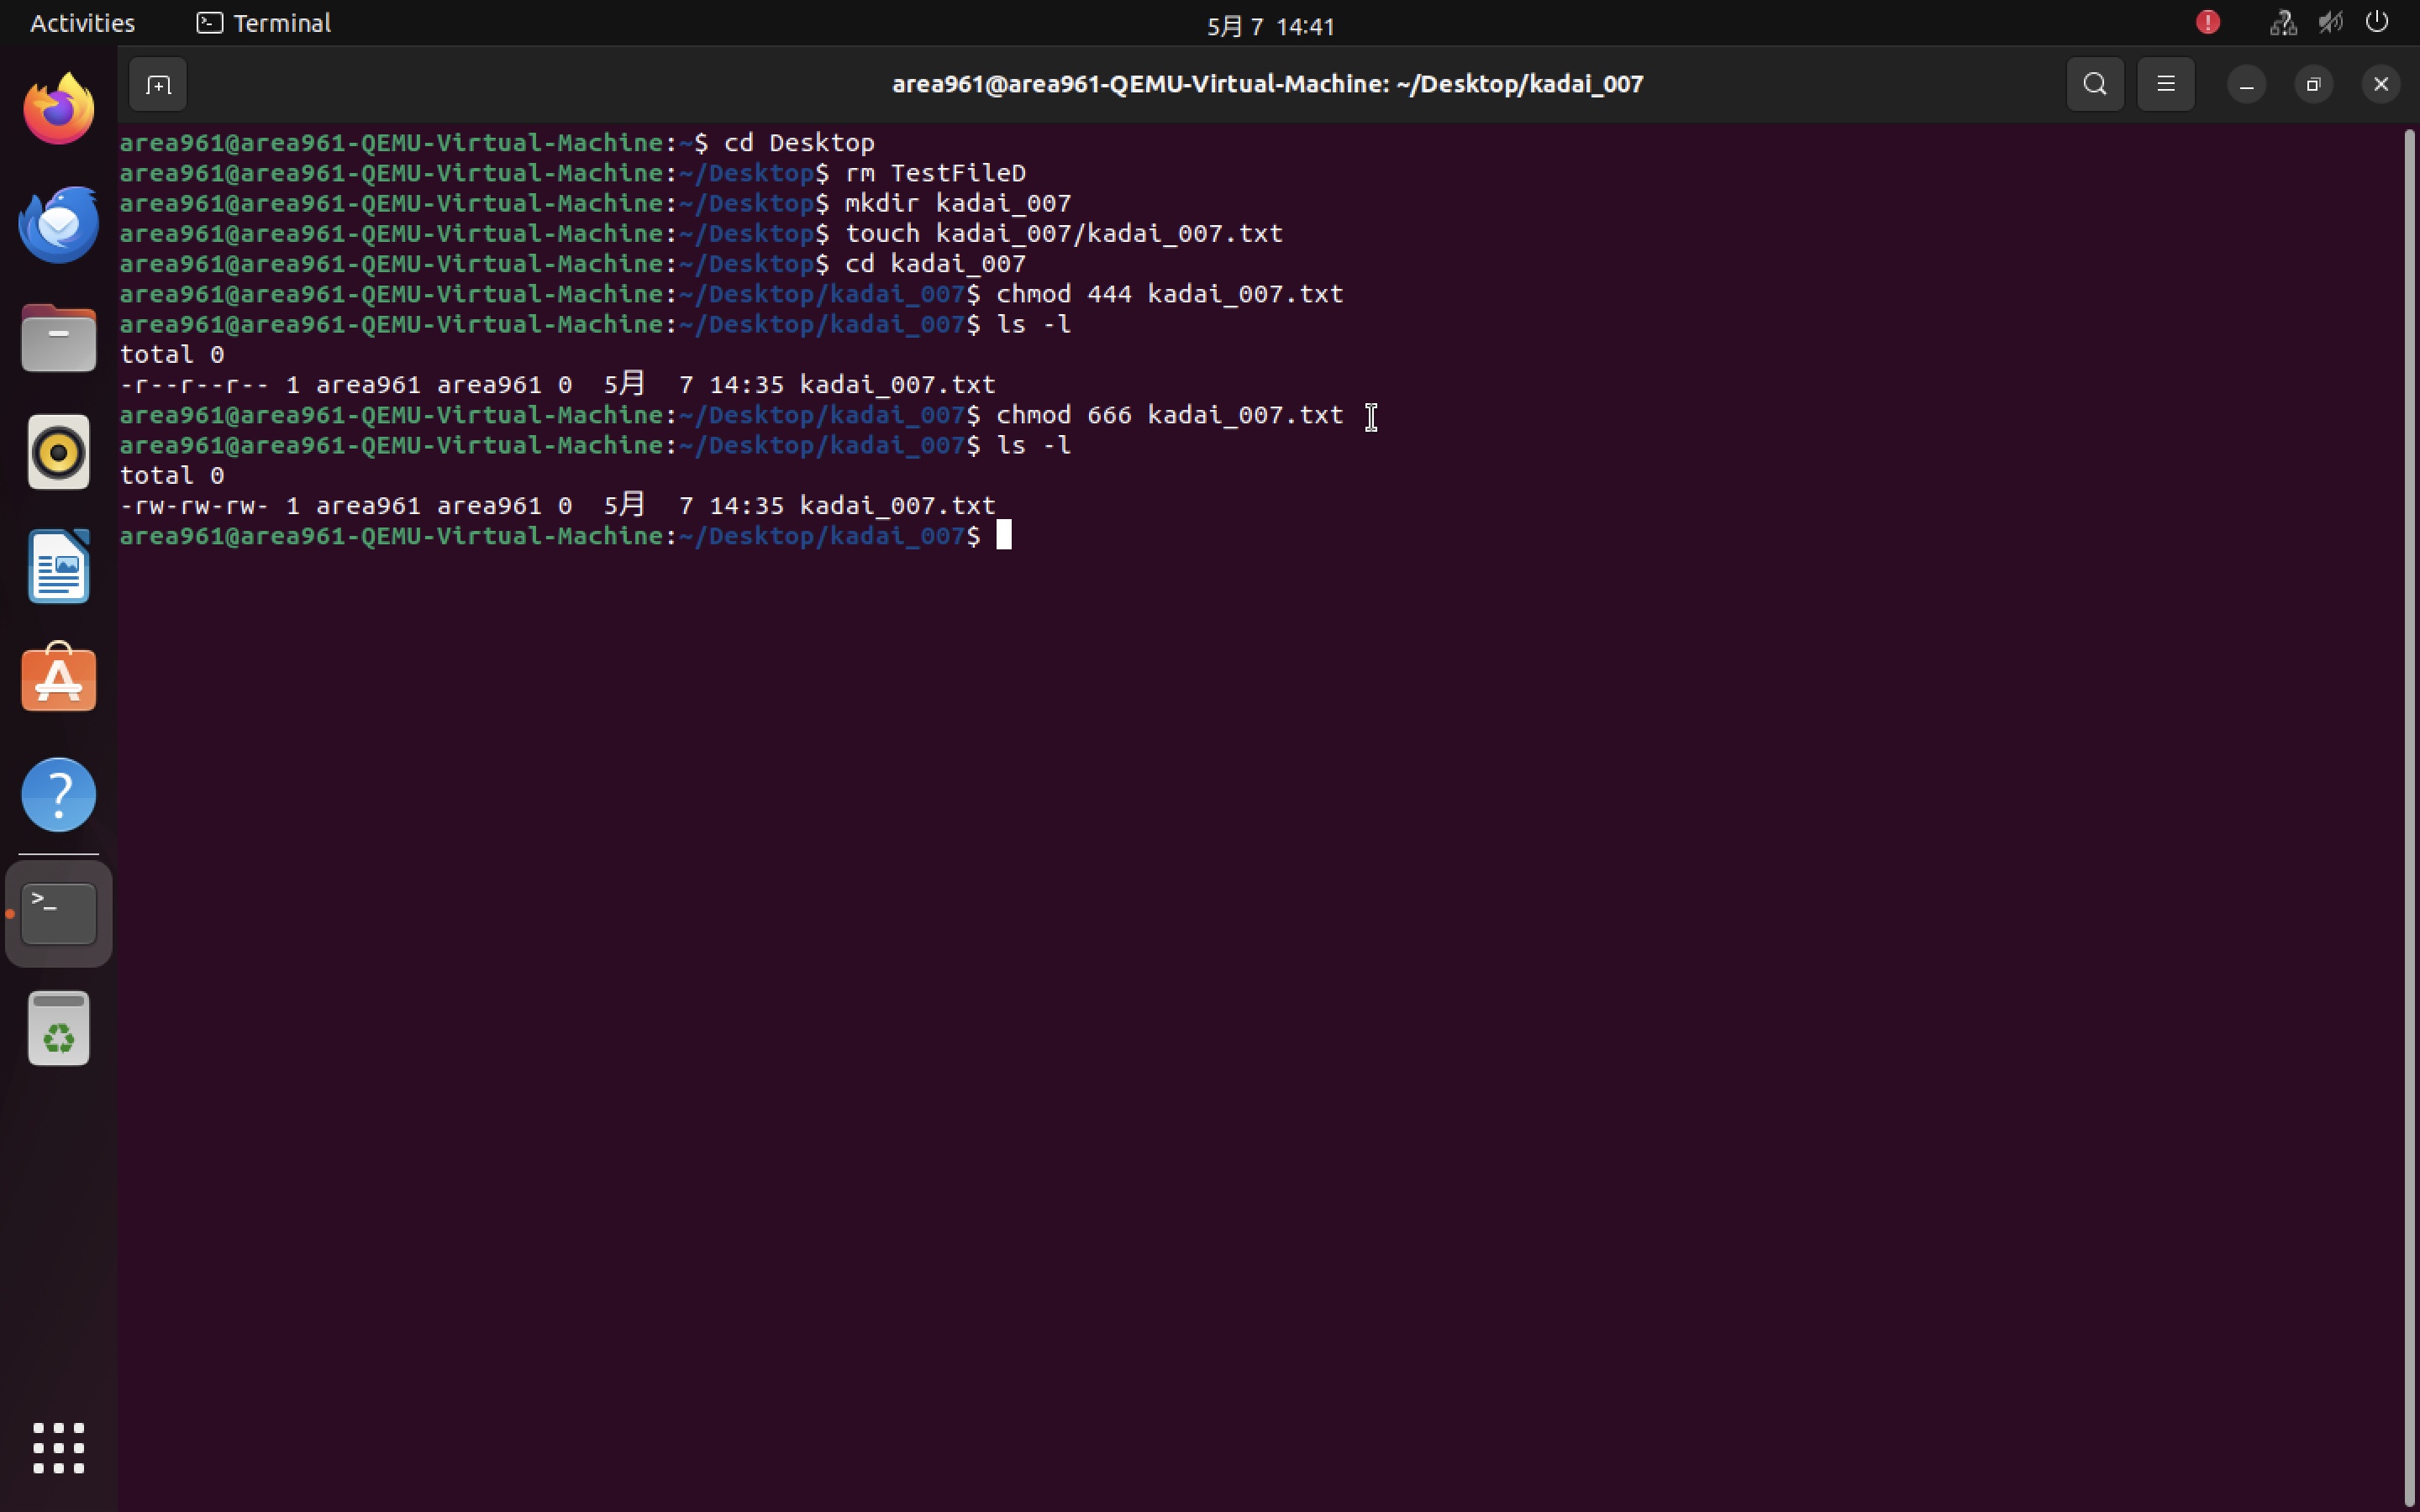 Activities
Terminal
5月 7 14:41
area961@area961-QEMU-Virtual-Machine: ~/Desktop/kadai_007
area961@area961-QEMU-Virtual-Machine:~$ cd Desktop
area961@area961-QEMU-Virtual-Machine:~/Desktop$ rm TestFileD
area961@area961-QEMU-Virtual-Machine:~/Desktop$ mkdir kadai_007
area961@area961-QEMU-Virtual-Machine:~/Desktop$ touch kadai_007/kadai_007.txt
area961@area961-QEMU-Virtual-Machine:~/Desktop$ cd kadai_007
area961@area961-QEMU-Virtual-Machine:~/Desktop/kadai_007$ chmod 444 kadai_007.txt
area961@area961-QEMU-Virtual-Machine:~/Desktop/kadai_007$ ls -l
total 0
-r--r--r-- 1 area961 area961 0  5月  7 14:35 kadai_007.txt
area961@area961-QEMU-Virtual-Machine:~/Desktop/kadai_007$ chmod 666 kadai_007.txt
area961@area961-QEMU-Virtual-Machine:~/Desktop/kadai_007$ ls -l
total 0
-rw-rw-rw- 1 area961 area961 0  5月  7 14:35 kadai_007.txt
area961@area961-QEMU-Virtual-Machine:~/Desktop/kadai_007$